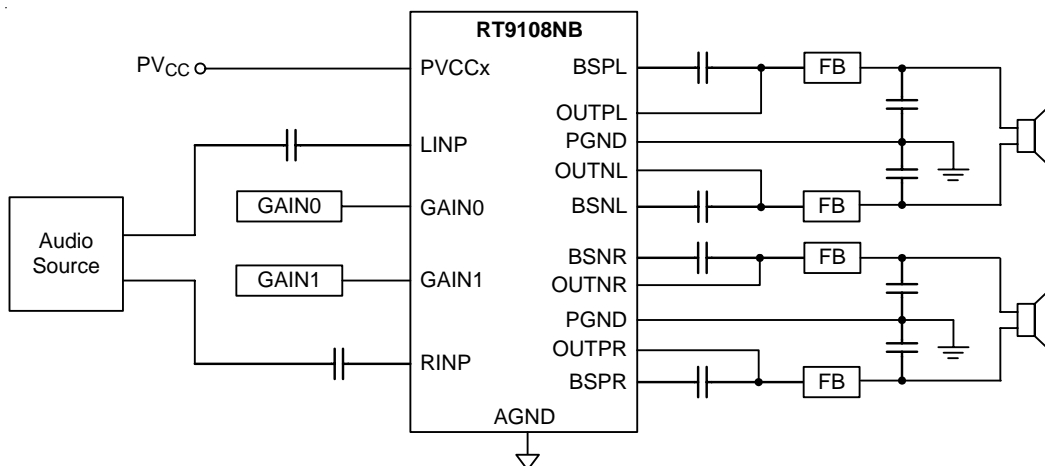 RT9108NB
PVCC
PVCCx
LINP
GAIN0
GAIN0
GAIN1
GAIN1
RINP
Audio
Source
AGND
BSPL
OUTPL
PGND
OUTNL
BSNL
BSNR
OUTNR
PGND
OUTPR
BSPR
FB
FB
FB
FB